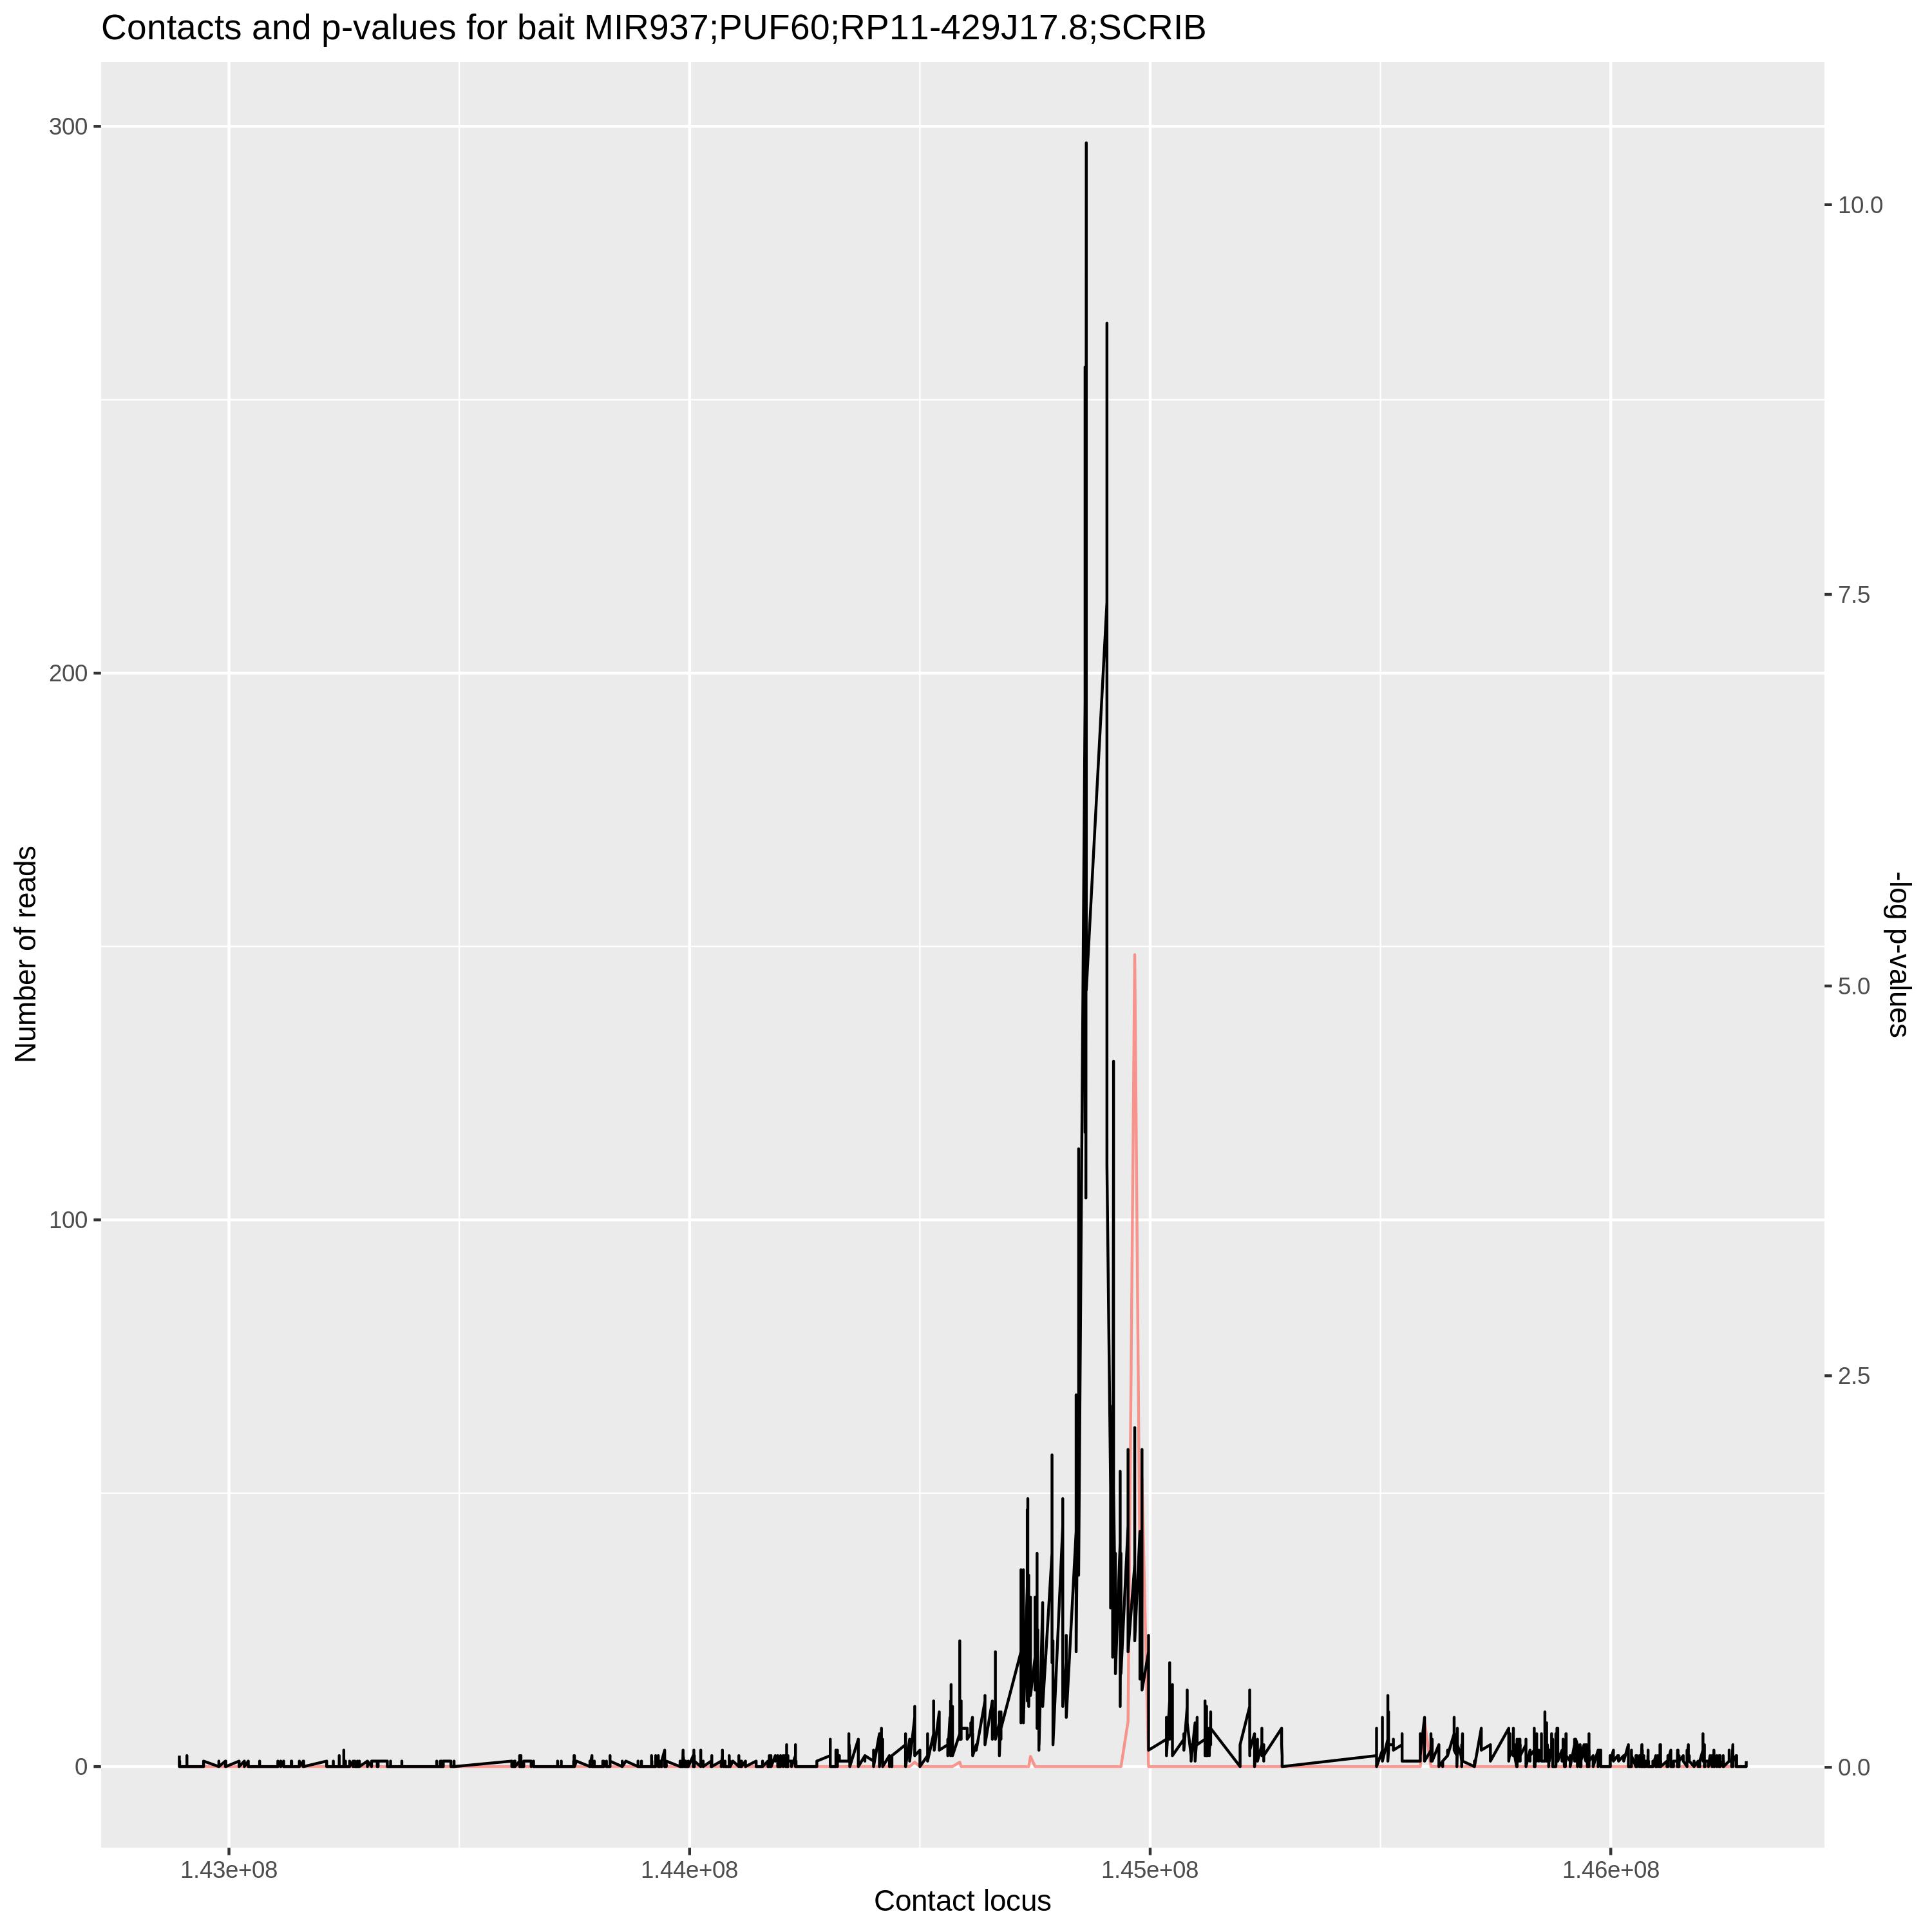 Contacts and p-values for bait MIR937;PUF60;RP11-429J17.8;SCRIB
300
200
100
0
Number of reads
10.0
7.5
5.0
2.5
0.0
-log p-values
1.43e+08
1.44e+08
1.45e+08
1.46e+08
Contact locus